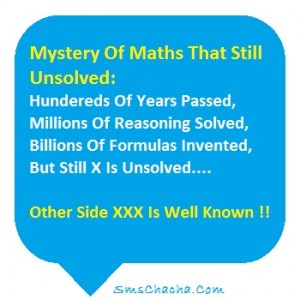 Mystery Of Maths That Still
Unsolved:
Hundereds Of Years Passed,
Millions Of Reasoning Solved,
Billions Of Formulas Invented,
But Still X Is Unsolved....
Other Side XXX Is Well Known !!
SmsChacha.Com